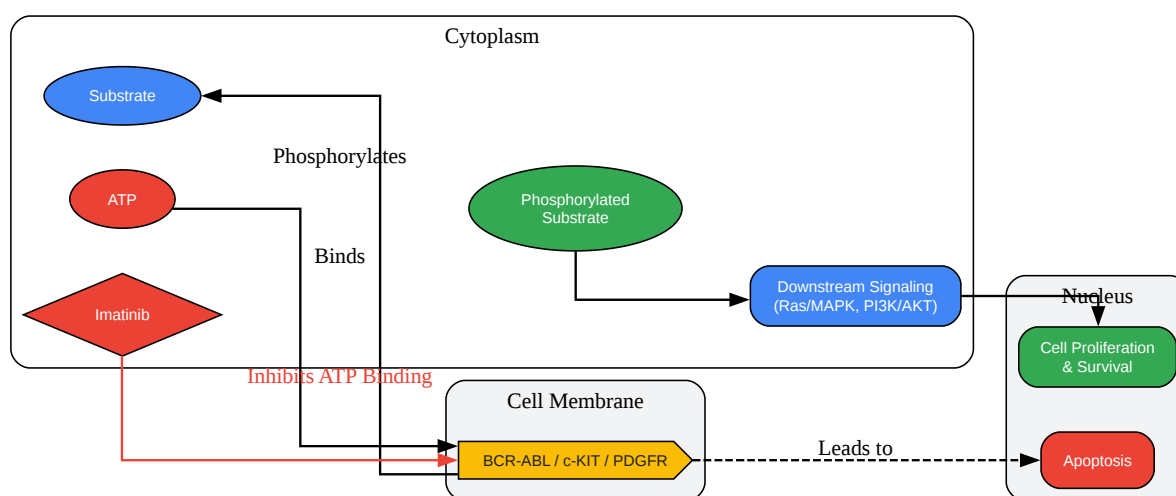 Cytoplasm
Substrate
Phosphorylates
ATP
Phosphorylated
Substrate
Binds
Imatinib
Downstream Signaling
(Ras/MAPK, PI3K/AKT)
Nucleus
Cell Proliferation
& Survival
Inhibits ATP Binding
Cell Membrane
BCR-ABL / c-KIT / PDGFR
Leads to
Apoptosis